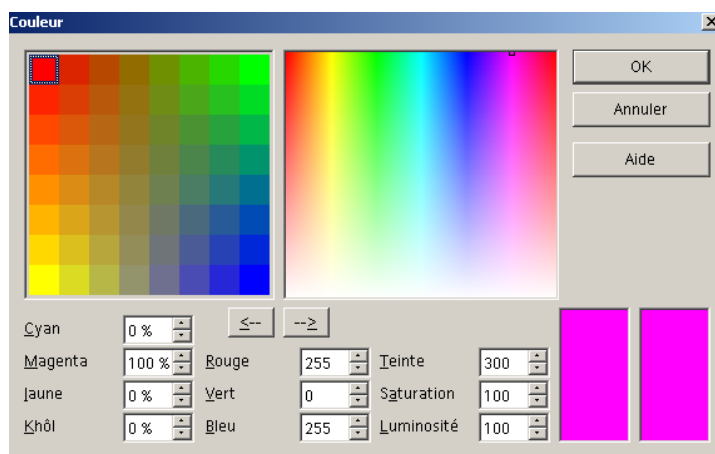 Couleur
OK
Annuler
Aide
<-- -->
Cyan 0 %
Magenta 100 % Rouge 255 Teinte 300
Jaune 0 % Vert 0 Saturation 100
Khôl 0 % Bleu 255 Luminosité 100